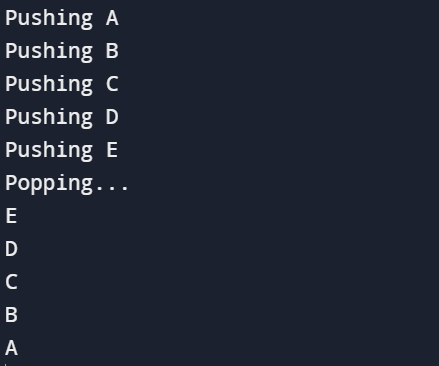 Pushing A
Pushing B
Pushing C
Pushing D
Pushing E
Popping...
E
D
C
B
A